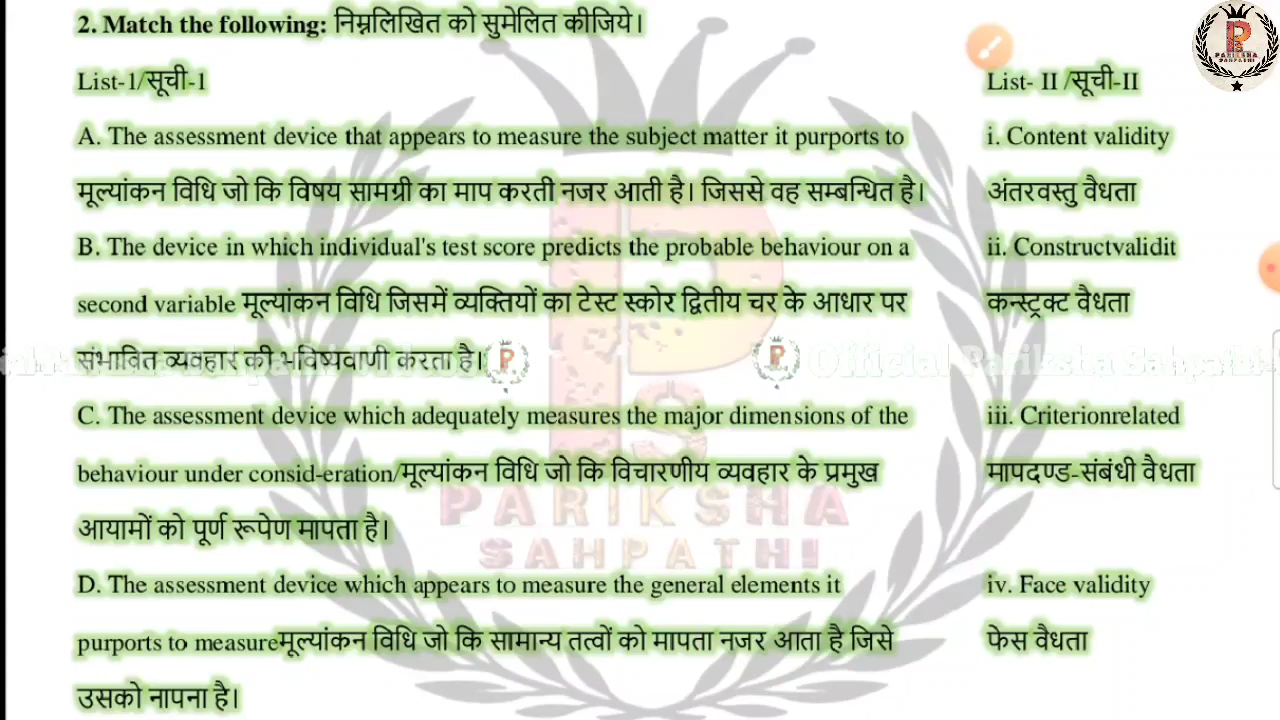 2. Match the following: निम्नलिखित को सुमेलित कीजिये।
List-1/सूची-1
List- II /सूची-II
A. The assessment device that appears to measure the subject matter it purports to
i. Content validity
मूल्यांकन विधि जो कि विषय सामग्री का माप करती नजर आती है। जिससे वह सम्बन्धित है।
अंतरवस्तु वैधता
B. The device in which individual's test score predicts the probable behaviour on a
ii. Constructvalidit
second variable मूल्यांकन विधि जिसमें व्यक्तियों का टेस्ट स्कोर द्वितीय चर के आधार पर
कन्स्ट्रक्ट वैधता
संभावित व्यवहार की भविष्यवाणी करता है।
Official Pariksha Sahpathi
C. The assessment device which adequately measures the major dimensions of the
iii. Criterionrelated
behaviour under consid-eration/मूल्यांकन विधि जो कि विचारणीय व्यवहार के प्रमुख
मापदण्ड-संबंधी वैधता
आयामों को पूर्ण रूपेण मापता है।
D. The assessment device which appears to measure the general elements it
iv. Face validity
purports to measureमूल्यांकन विधि जो कि सामान्य तत्वों को मापता नजर आता है जिसे
फेस वैधता
उसको नापना है।
PARIKSHA
SAHPATHI
PARIKSHA
SAHPATHI